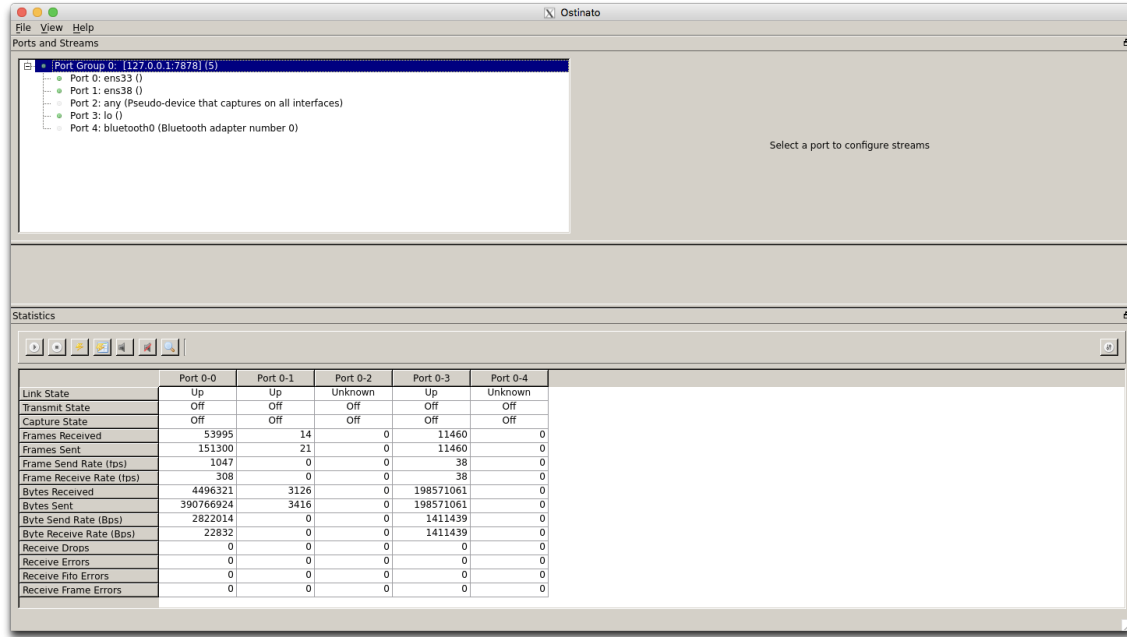 Ostinato
File View Help
Ports and Streams
Port Group 0: [127.0.0.1:7878] (5)
Port 0: ens33 ()
Port 1: ens38 ()
Port 2: any (Pseudo-device that captures on all interfaces)
Port 3: lo ()
Port 4: bluetooth0 (Bluetooth adapter number 0)
Select a port to configure streams
Statistics
Port 0-0 Port 0-1 Port 0-2 Port 0-3 Port 0-4
Link State Up Up Unknown Up Unknown
Transmit State Off Off Off Off Off
Capture State Off Off Off Off Off
Frames Received 53995 14 0 11460 0
Frames Sent 151300 21 0 11460 0
Frame Send Rate (fps) 1047 0 0 38 0
Frame Receive Rate (fps) 308 0 0 38 0
Bytes Received 4496321 3126 0 198571061 0
Bytes Sent 390766924 3416 0 198571061 0
Byte Send Rate (Bps) 2822014 0 0 1411439 0
Byte Receive Rate (Bps) 22832 0 0 1411439 0
Receive Drops 0 0 0 0 0
Receive Errors 0 0 0 0 0
Receive Fifo Errors 0 0 0 0 0
Receive Frame Errors 0 0 0 0 0